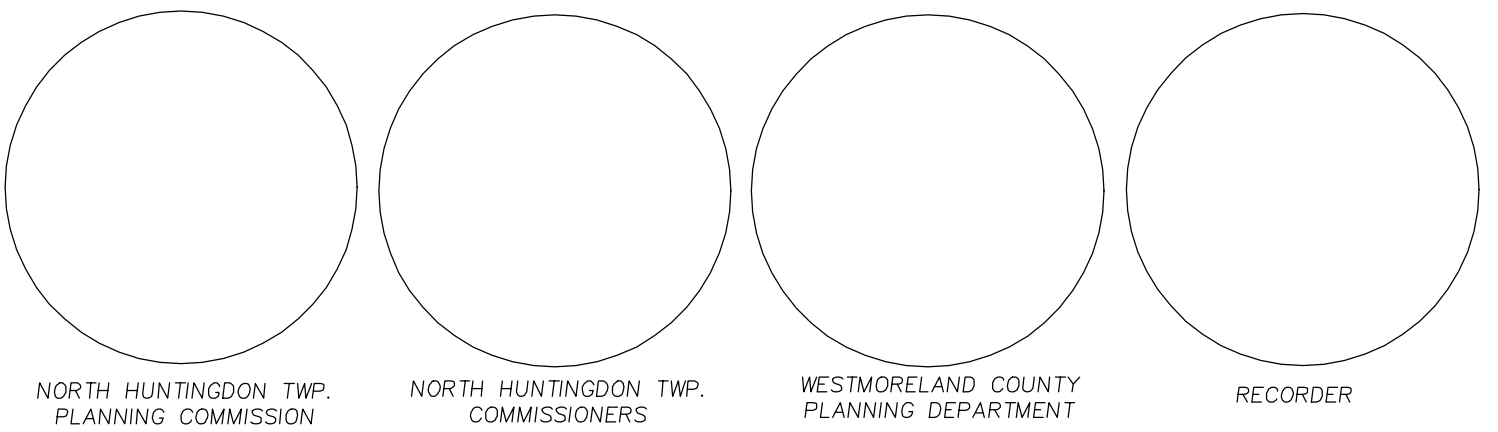 NORTH HUNTINGDON TWP.
PLANNING COMMISSION
NORTH HUNTINGDON TWP.
COMMISSIONERS
WESTMORELAND COUNTY
PLANNING DEPARTMENT
RECORDER